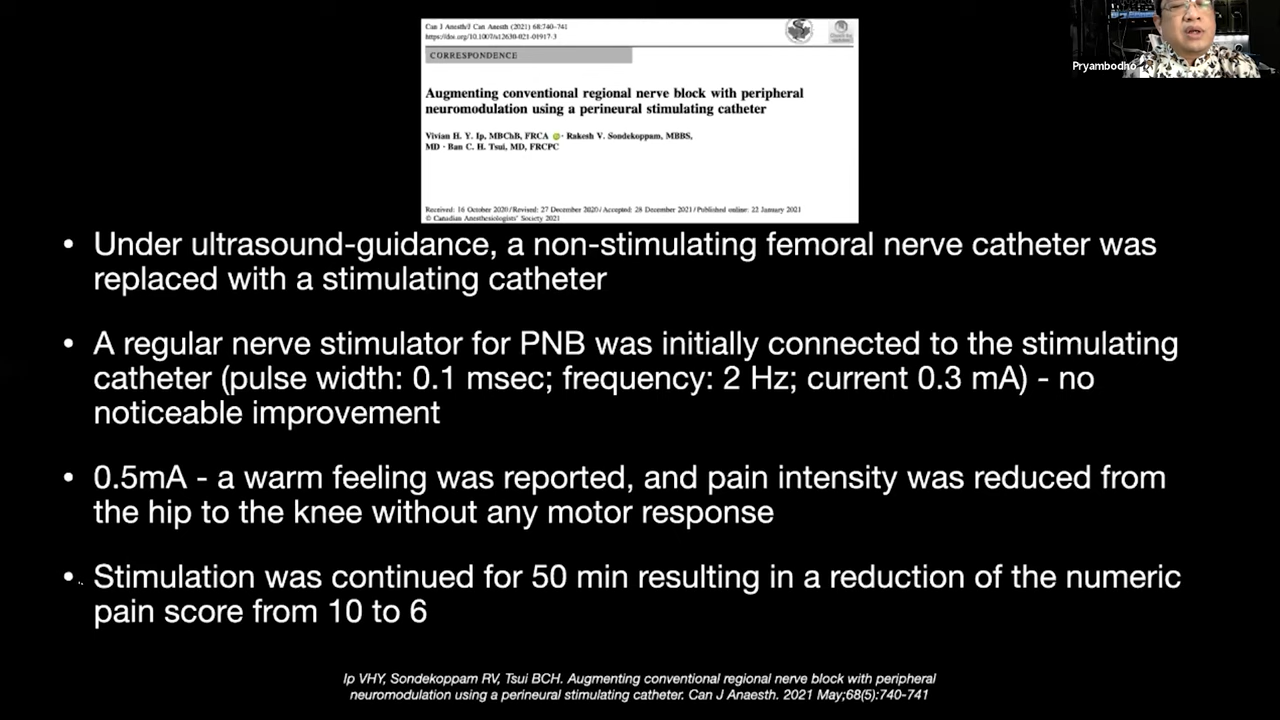 Can J Anesth/J Can Anesth (2021) 68:740–741
https://doi.org/10.1007/s12630-021-01917-3
CORRESPONDENCE
Augmenting conventional regional nerve block with peripheral
neuromodulation using a perineural stimulating catheter
Vivian H. Y. Ip, MBChB, FRCA · Rakesh V. Sondekoppam, MBBS,
MD · Ban C. H. Tsui, MD, FRCPC
Received: 16 October 2020 / Revised: 27 December 2020 / Accepted: 28 December 2021 / Published online: 22 January 2021
© Canadian Anesthesiologists' Society 2021
Pryambodho
• Under ultrasound-guidance, a non-stimulating femoral nerve catheter was
replaced with a stimulating catheter
• A regular nerve stimulator for PNB was initially connected to the stimulating
catheter (pulse width: 0.1 msec; frequency: 2 Hz; current 0.3 mA) - no
noticeable improvement
• 0.5mA - a warm feeling was reported, and pain intensity was reduced from
the hip to the knee without any motor response
• Stimulation was continued for 50 min resulting in a reduction of the numeric
pain score from 10 to 6
Ip VHY, Sondekoppam RV, Tsui BCH. Augmenting conventional regional nerve block with peripheral
neuromodulation using a perineural stimulating catheter. Can J Anaesth. 2021 May;68(5):740-741